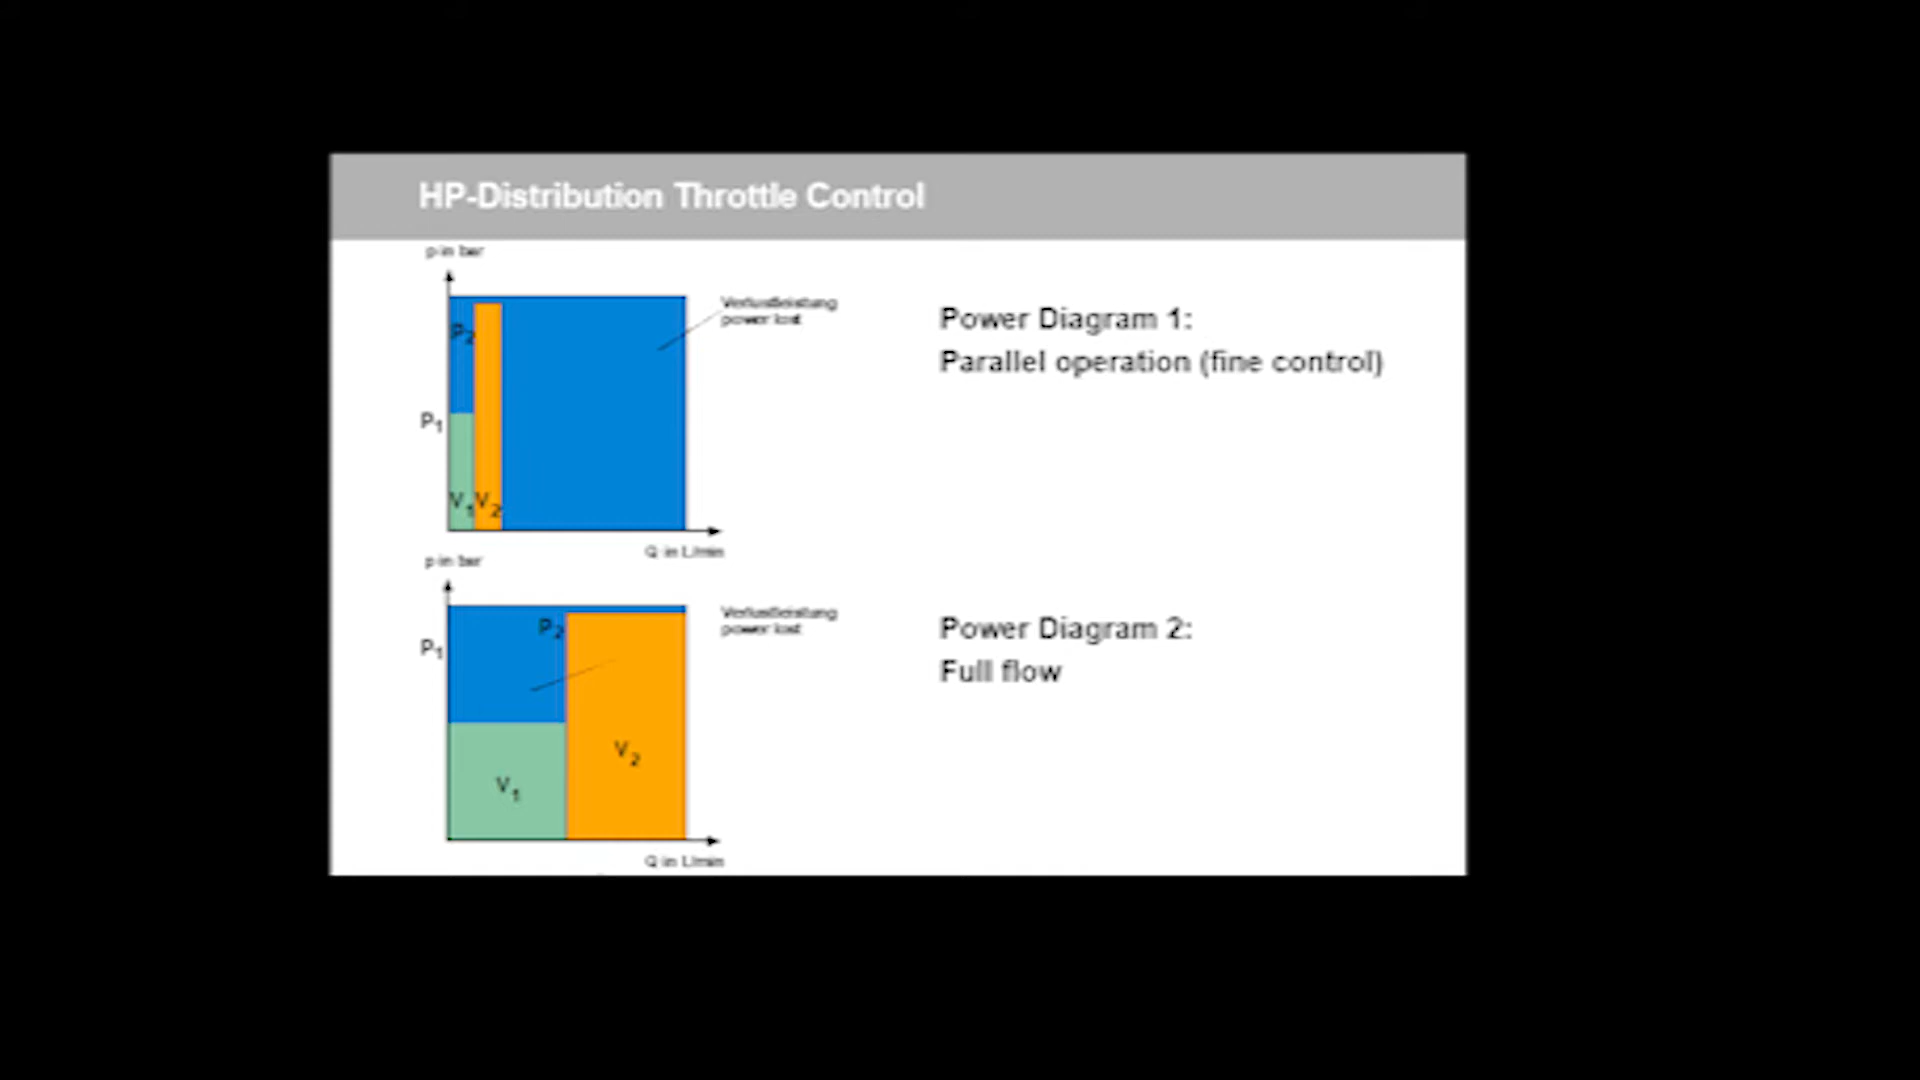 HP-Distribution Throttle Control
p in bar
P2
P1
V1 V2
Verlustleistung
power lost
Q in L/min
Power Diagram 1:
Parallel operation (fine control)
p in bar
P1
P2
V1
V2
Verlustleistung
power lost
Q in L/min
Power Diagram 2:
Full flow